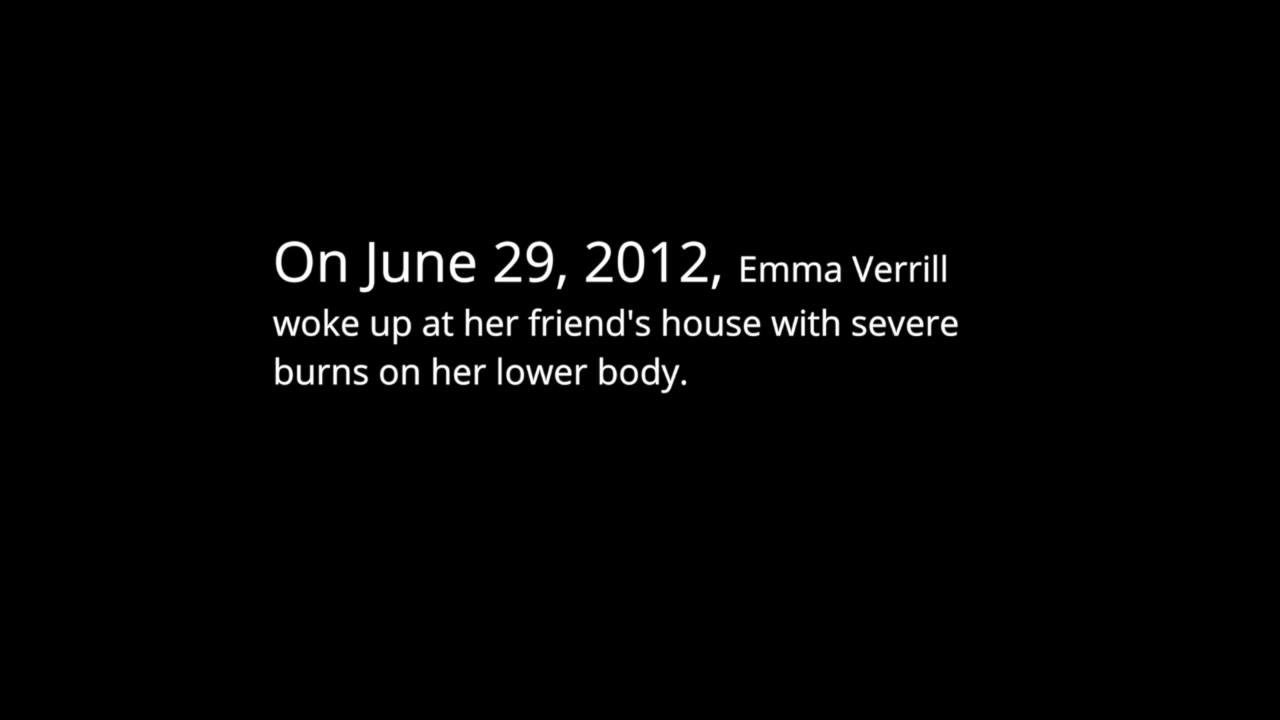 On June 29, 2012, Emma Verrill
woke up at her friend's house with severe
burns on her lower body.